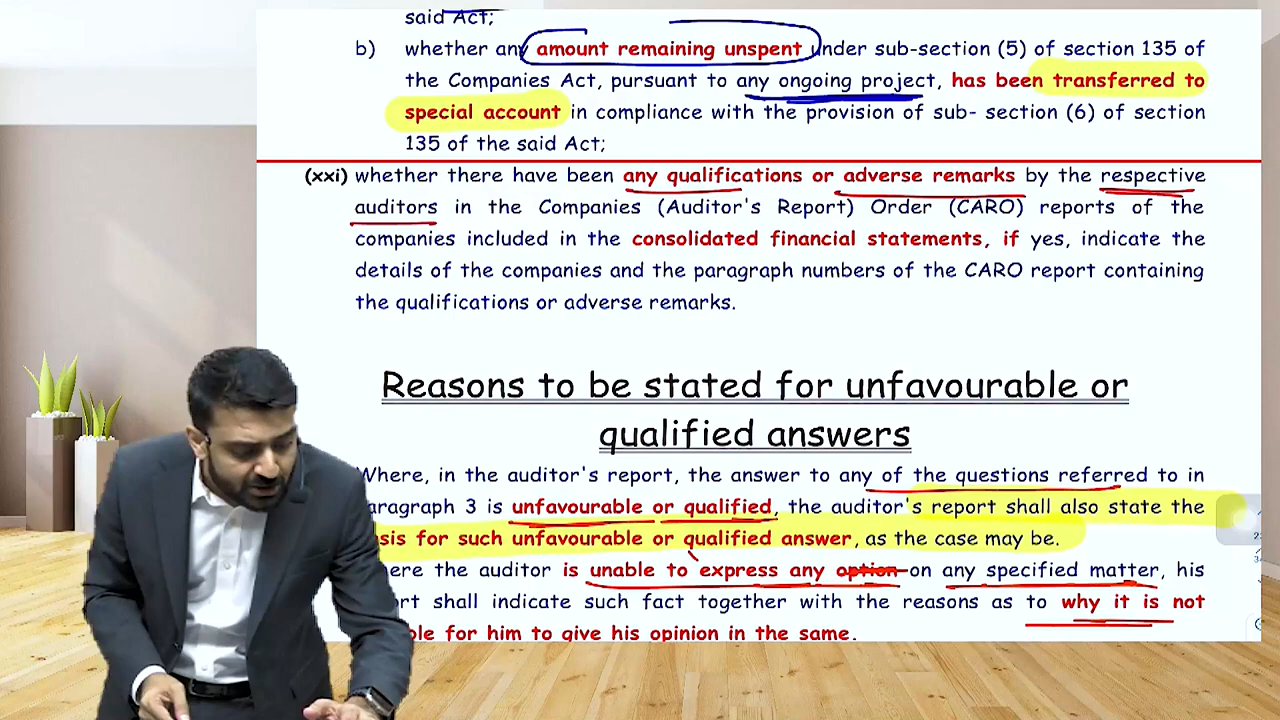 said Act;
b) whether any amount remaining unspent under sub-section (5) of section 135 of
the Companies Act, pursuant to any ongoing project, has been transferred to
special account in compliance with the provision of sub- section (6) of section
135 of the said Act;
(xxi) whether there have been any qualifications or adverse remarks by the respective
auditors in the Companies (Auditor's Report) Order (CARO) reports of the
companies included in the consolidated financial statements, if yes, indicate the
details of the companies and the paragraph numbers of the CARO report containing
the qualifications or adverse remarks.
Reasons to be stated for unfavourable or
qualified answers
Where, in the auditor's report, the answer to any of the questions referred to in
aragraph 3 is unfavourable or qualified, the auditor's report shall also state the
sis for such unfavourable or qualified answer, as the case may be.
ere the auditor is unable to express any option on any specified matter, his
ort shall indicate such fact together with the reasons as to why it is not
ble for him to give his opinion in the same.